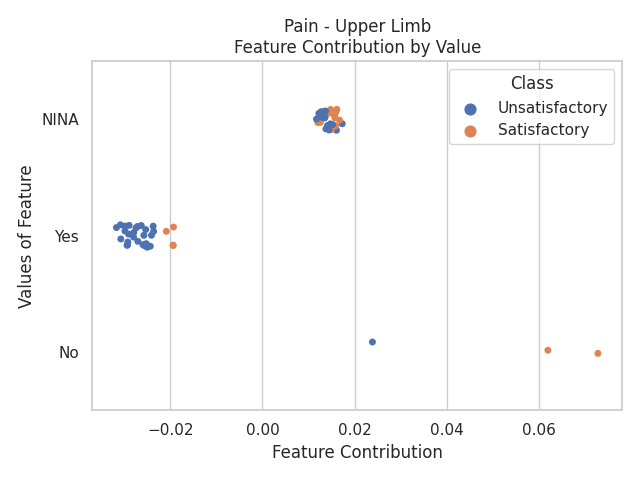 Pain - Upper Limb
Feature Contribution by Value
Class
Unsatisfactory
Satisfactory
NINA
Yes
No
Values of Feature
−0.02
0.00
0.02
0.04
0.06
Feature Contribution